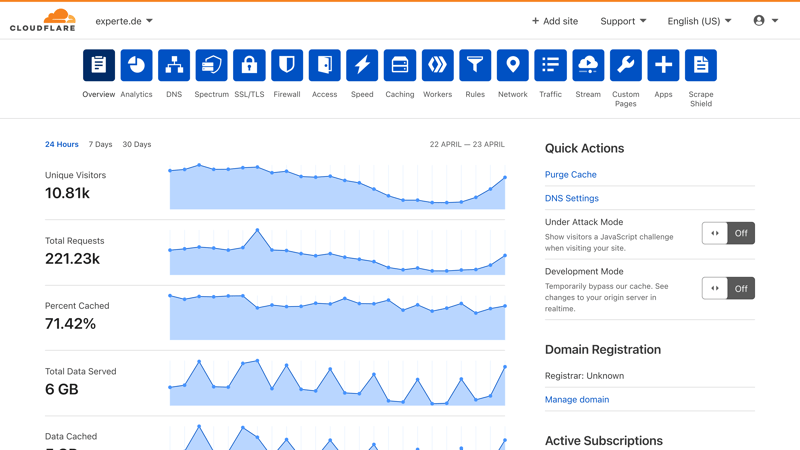 CLOUDFLARE
experte.de
Add site
Support
English (US)
Overview
Analytics
DNS
Spectrum
SSL/TLS
Firewall
Access
Speed
Caching
Workers
Rules
Network
Traffic
Stream
Custom
Pages
Apps
Scrape
Shield
24 Hours 7 Days 30 Days
22 APRIL — 23 APRIL
Unique Visitors
10.81k
Total Requests
221.23k
Percent Cached
71.42%
Total Data Served
6 GB
Data Cached
Quick Actions
Purge Cache
DNS Settings
Under Attack Mode
Show visitors a JavaScript challenge
when visiting your site.
Off
Development Mode
Temporarily bypass our cache. See
changes to your origin server in
realtime.
Off
Domain Registration
Registrar: Unknown
Manage domain
Active Subscriptions